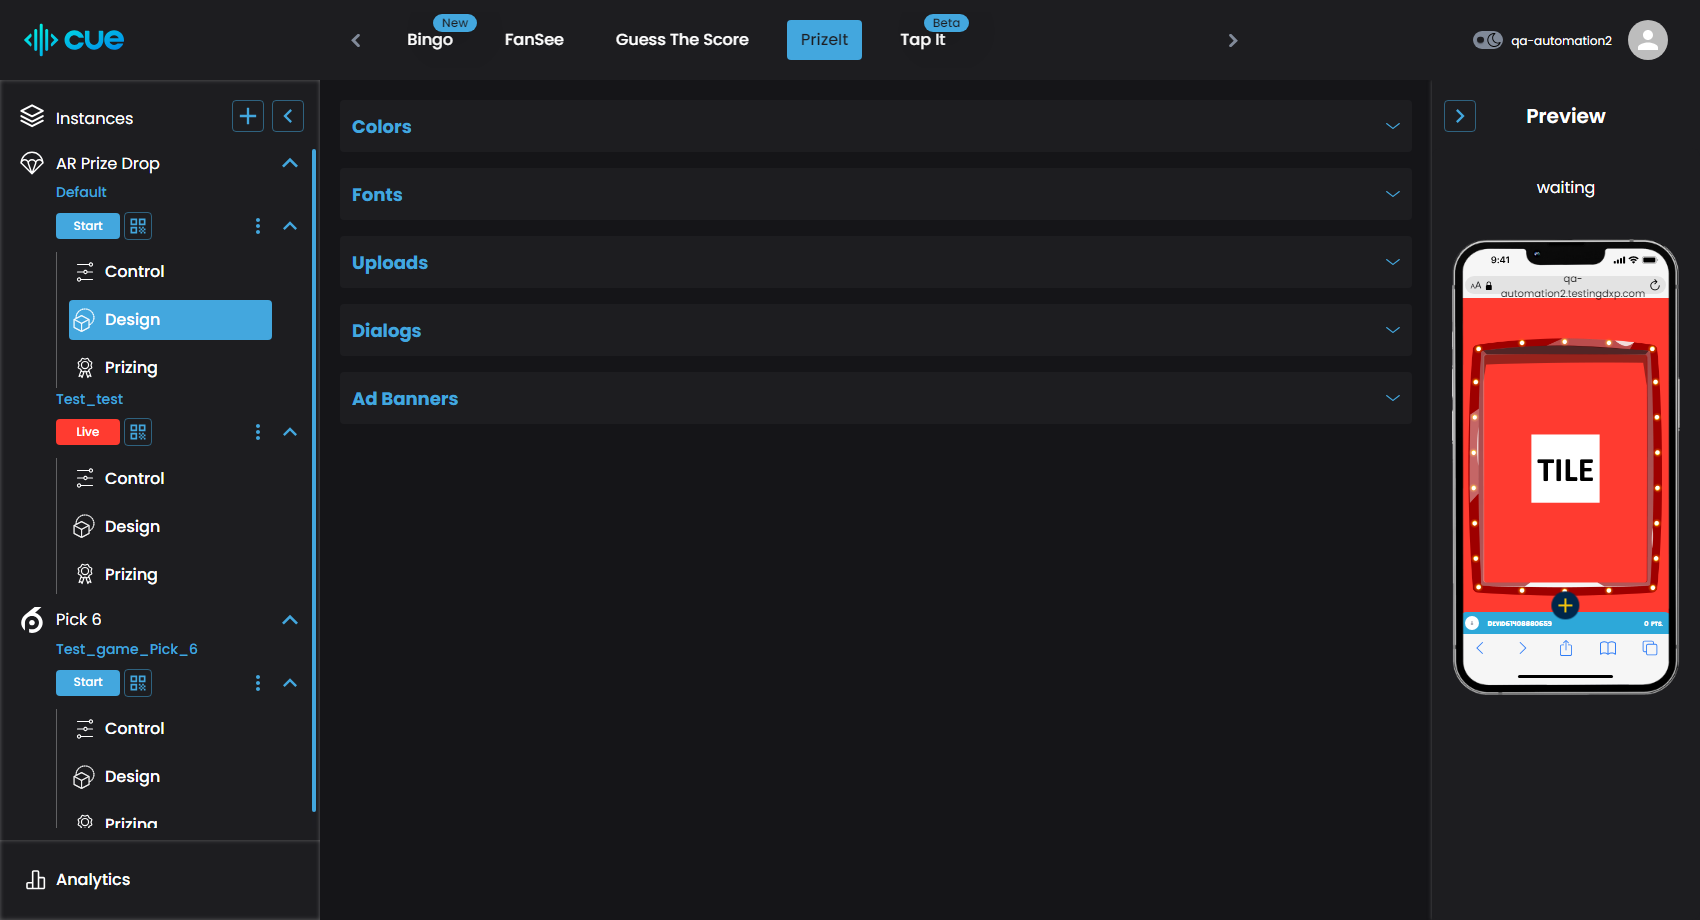 cue
New
Bingo
FanSee
Guess The Score
PrizeIt
Beta
Tap It
qa-automation2
Instances
AR Prize Drop
Default
Start
Control
Design
Prizing
Test_test
Live
Control
Design
Prizing
Pick 6
Test_game_Pick_6
Start
Control
Design
Prizing
Analytics
Colors
Fonts
Uploads
Dialogs
Ad Banners
Preview
waiting
9:41
AA
qa-
automation2.testingdxp.com
TILE
0 PTS.